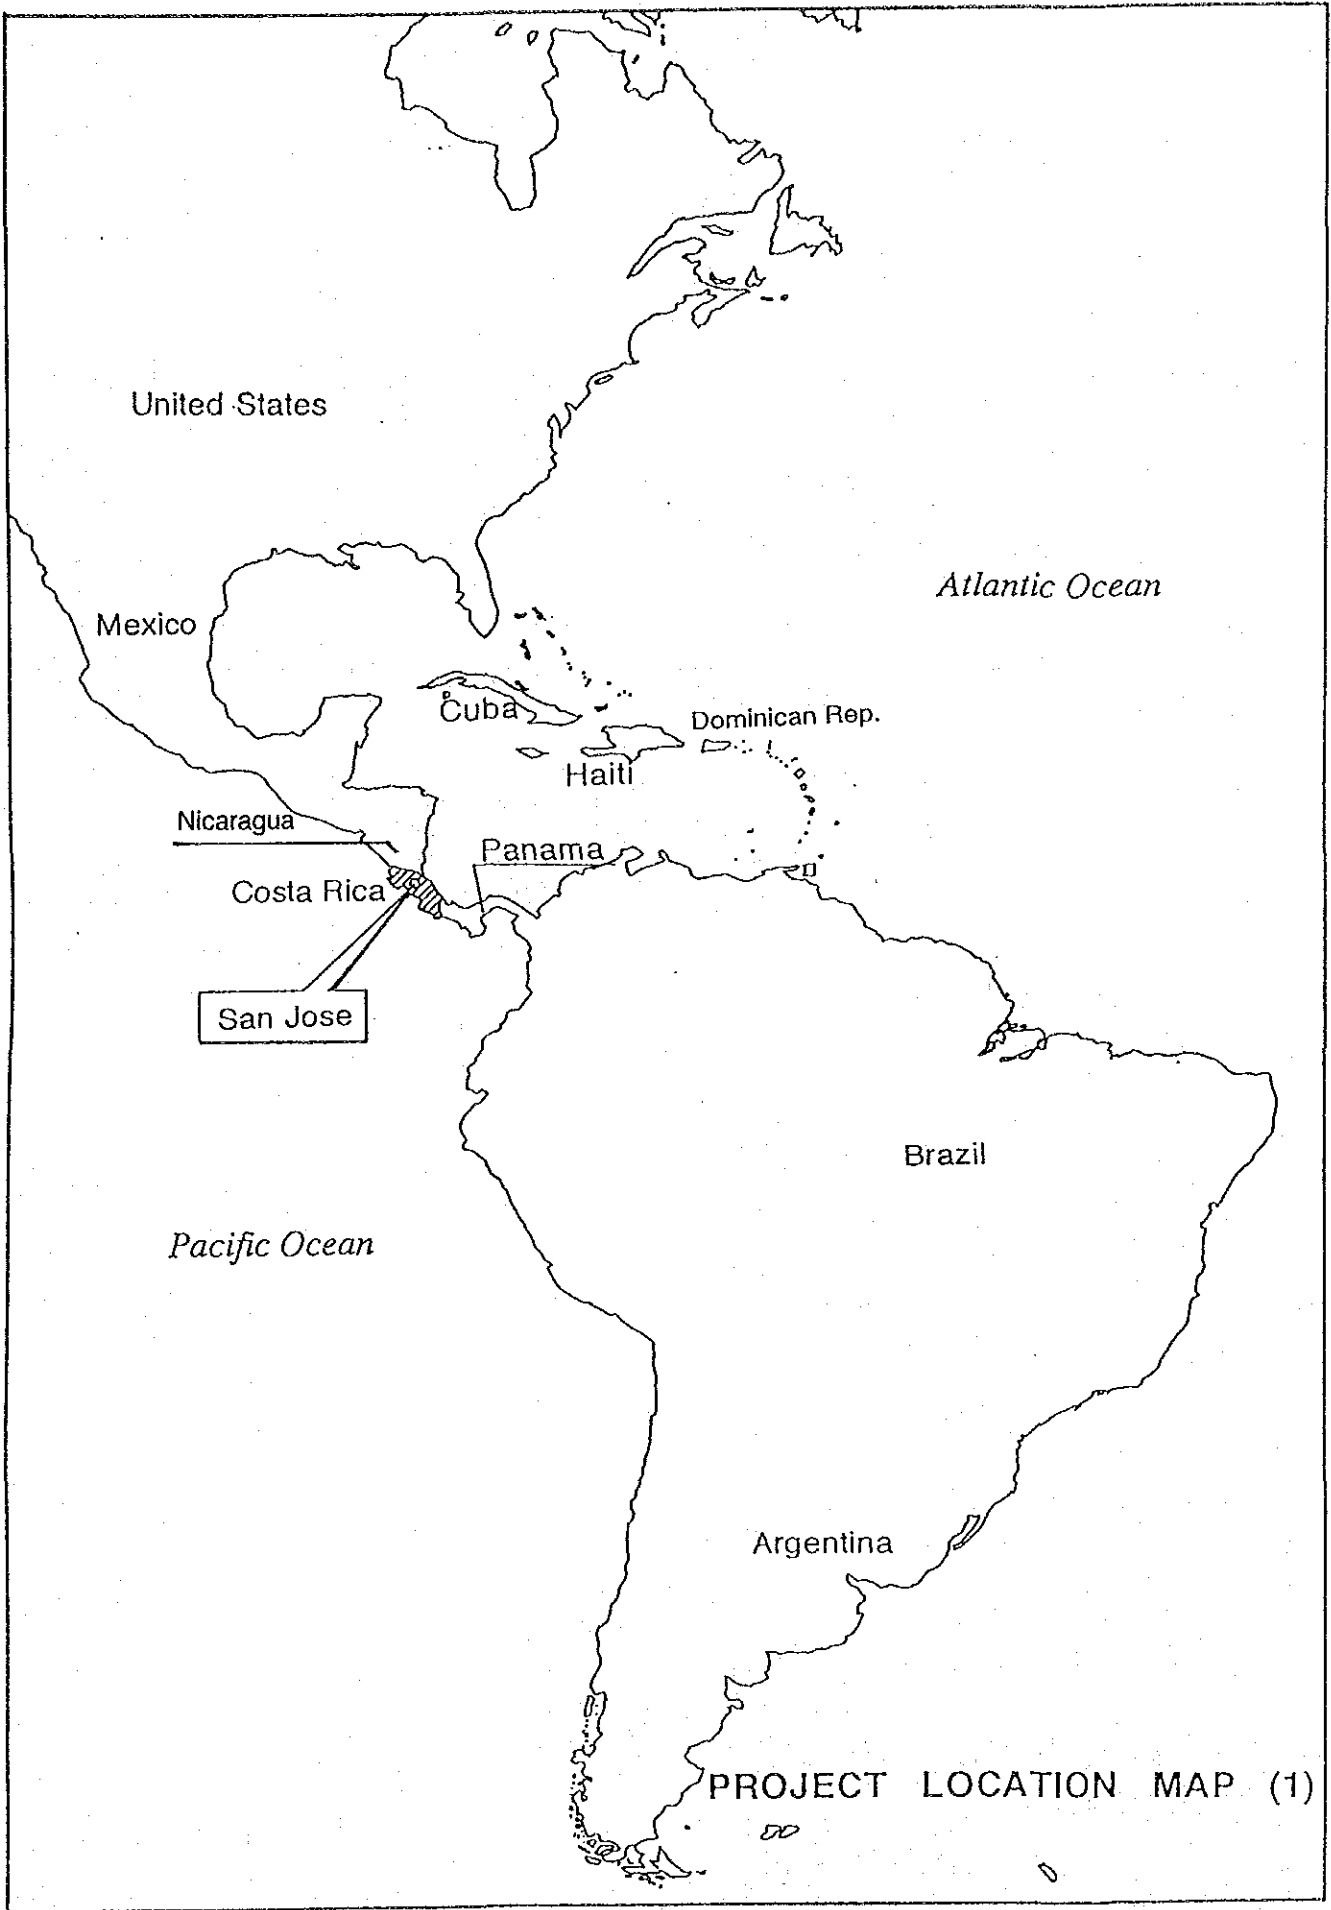 United States
Atlantic Ocean
Mexico
Cuba
Dominican Rep.
Haiti
Nicaragua
Panama
Costa Rica
San Jose
Brazil
Pacific Ocean
Argentina
PROJECT LOCATION MAP (1)